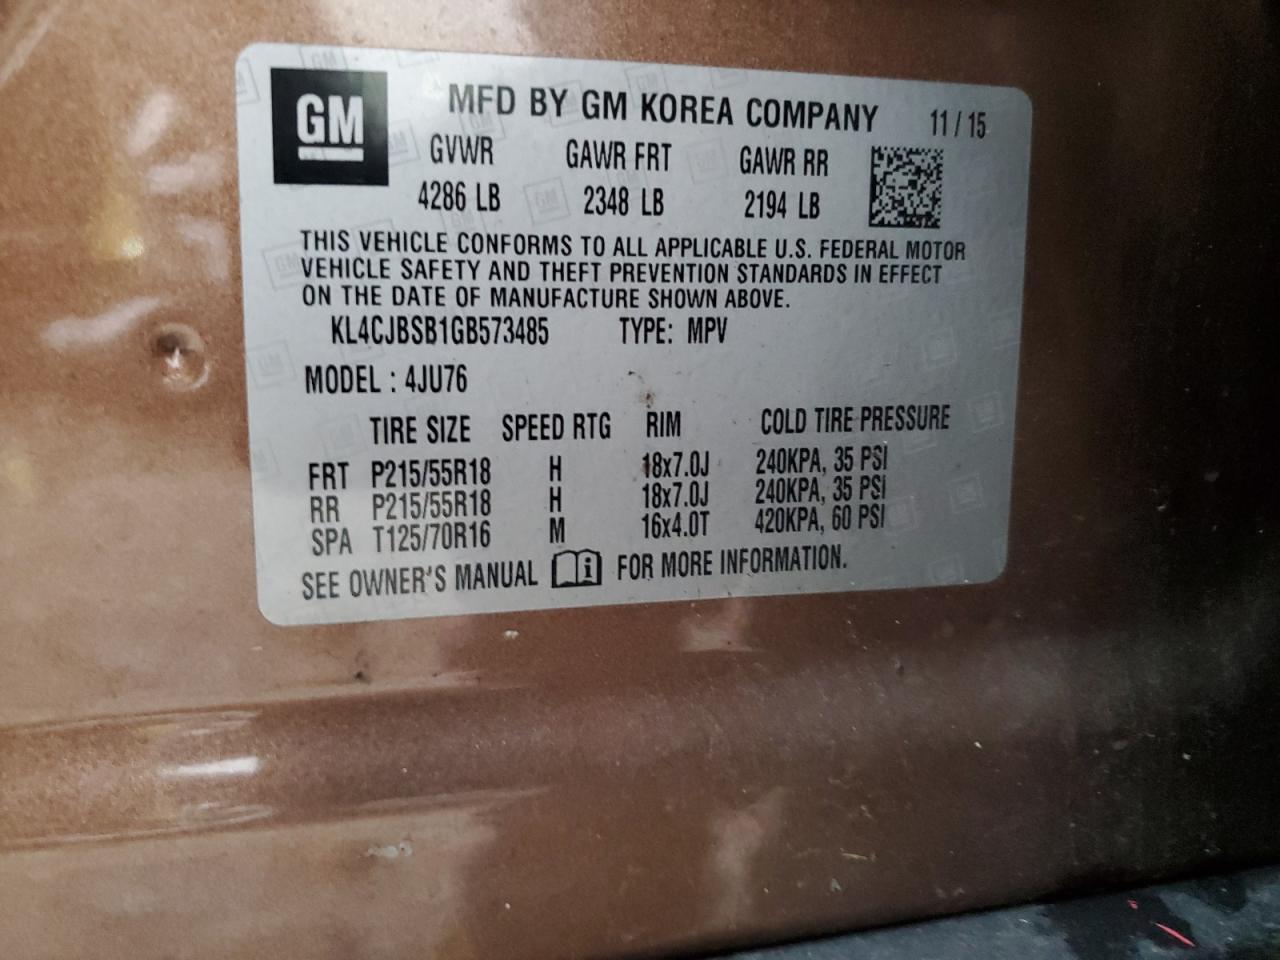 GM
MFD BY GM KOREA COMPANY 11/15
GVWR GAWR FRT GAWR RR
4286 LB 2348 LB 2194 LB
THIS VEHICLE CONFORMS TO ALL APPLICABLE U.S. FEDERAL MOTOR
VEHICLE SAFETY AND THEFT PREVENTION STANDARDS IN EFFECT
ON THE DATE OF MANUFACTURE SHOWN ABOVE.
KL4CJBSB1GB573485 TYPE: MPV
MODEL : 4JU76
TIRE SIZE SPEED RTG RIM COLD TIRE PRESSURE
FRT P215/55R18 H 18x7.0J 240KPA, 35 PSI
RR P215/55R18 H 18x7.0J 240KPA, 35 PSI
SPA T125/70R16 M 16x4.0T 420KPA, 60 PSI
SEE OWNER'S MANUAL i FOR MORE INFORMATION.